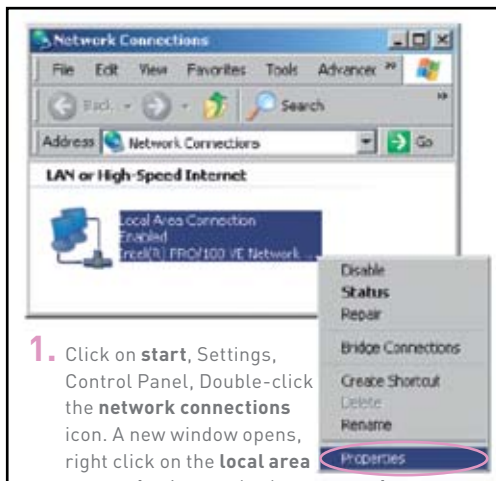 Network Connections
File Edit View Favorites Tools Advanced »
Back Search »
Address Network Connections Go
LAN or High-Speed Internet
Local Area Connection
Enabled
Intel(R) PRO/100 VE Network ...
Disable
Status
Repair
Bridge Connections
Create Shortcut
Delete
Rename
Properties
1. Click on start, Settings,
Control Panel, Double-click
the network connections
icon. A new window opens,
right click on the local area